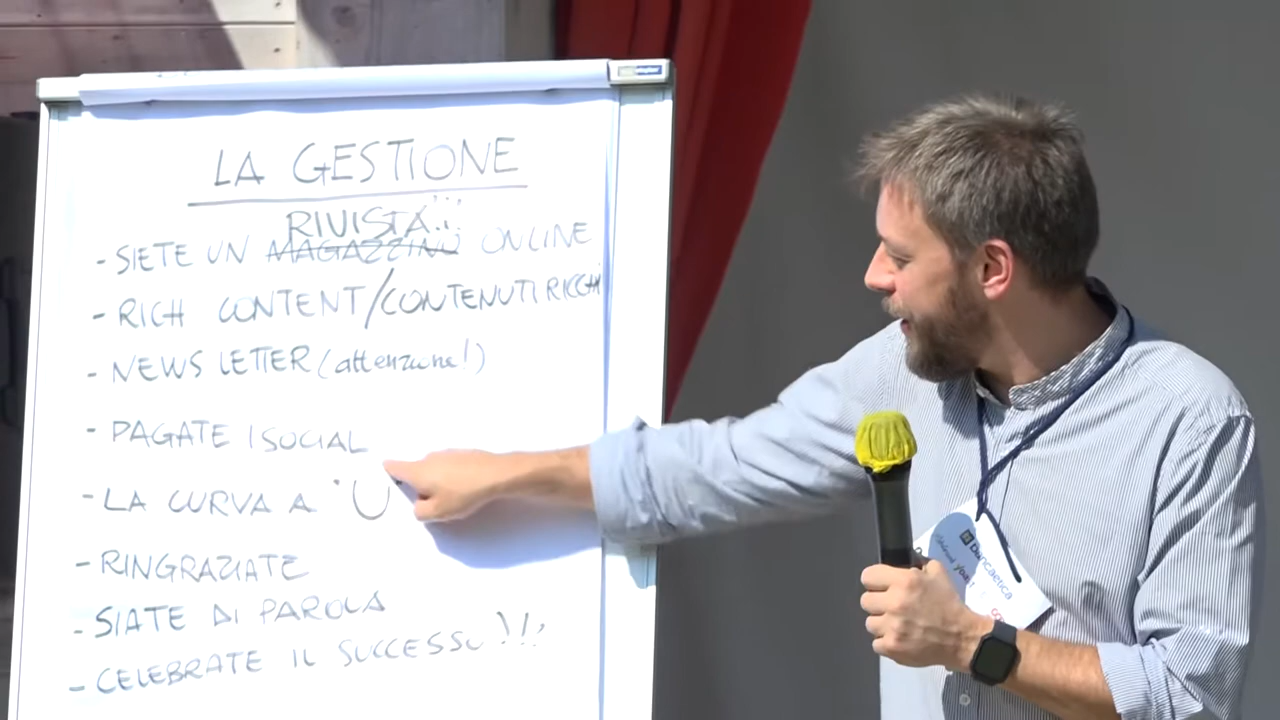 LA GESTIONE
RIVISTA...
- SIETE UN MAGAZZINO ONLINE
- RICH CONTENT/CONTENUTI RICCHI
- NEWS LETTER (attenzione!)
- PAGATE I SOCIAL
- LA CURVA A "U"
- RINGRAZIATE
- SIATE DI PAROLA
- CELEBRATE IL SUCCESSO !!!
bancaetica